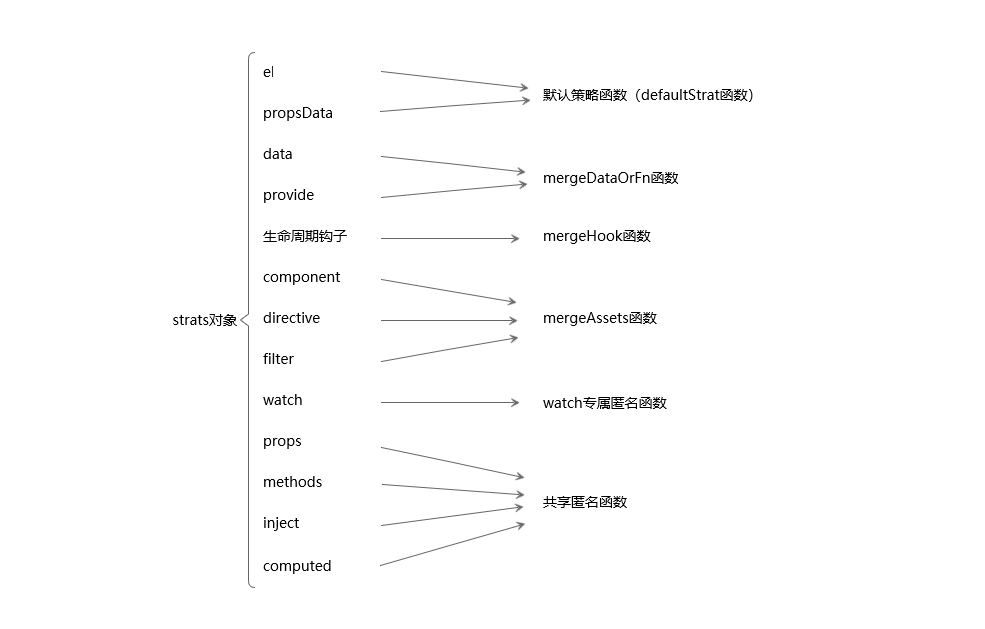 el
默认策略函数（defaultStrat函数）
propsData
data
mergeDataOrFn函数
provide
生命周期钩子
mergeHook函数
component
strats对象
directive
mergeAssets函数
filter
watch
watch专属匿名函数
props
methods
共享匿名函数
inject
computed